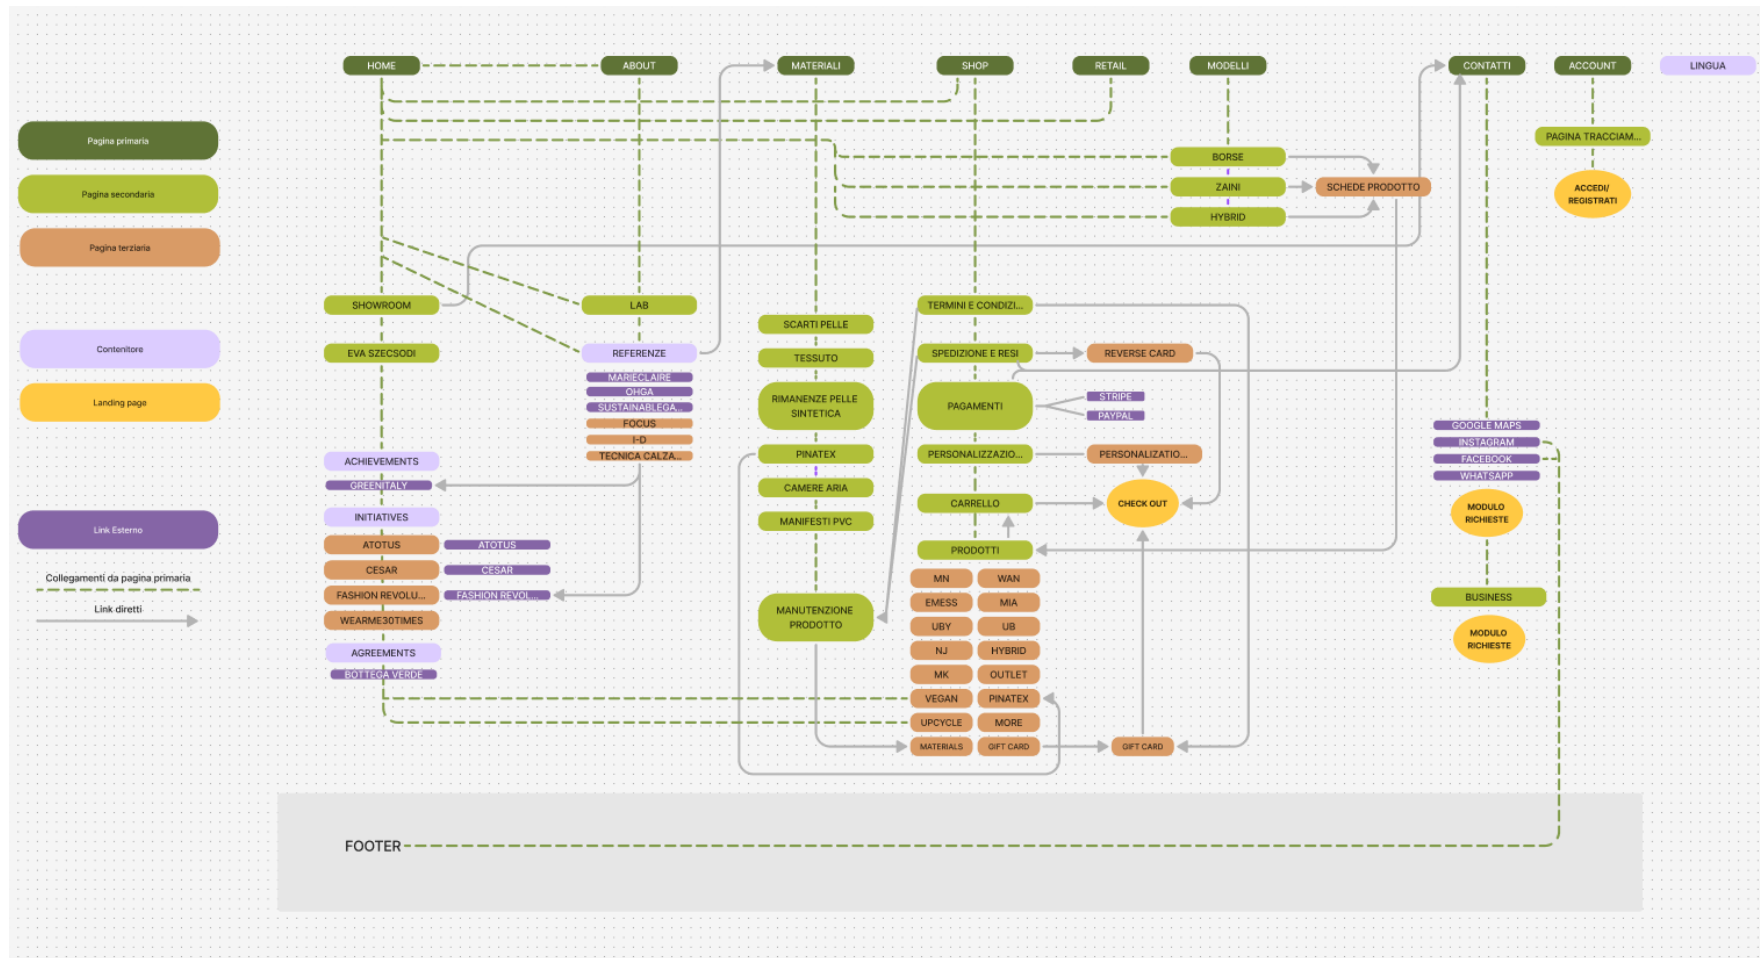 HOME
ABOUT
MATERIALI
SHOP
RETAIL
MODELLI
CONTATTI
ACCOUNT
LINGUA
Pagina primaria
Pagina secondaria
Pagina terziaria
Contenitore
Landing page
Link Esterno
Collegamenti da pagina primaria
Link diretti
SHOWROOM
EVA SZECSODI
ACHIEVEMENTS
GREENITALY
INITIATIVES
ATOTUS
ATOTUS
CESAR
CESAR
FASHION REVOLU...
FASHION REVOL...
WEARME30TIMES
AGREEMENTS
BOTTEGA VERDE
LAB
REFERENZE
MARIECLAIRE
OHGA
SUSTAINABLEGA...
FOCUS
I-D
TECNICA CALZA...
SCARTI PELLE
TESSUTO
RIMANENZE PELLE
SINTETICA
PINATEX
CAMERE ARIA
MANIFESTI PVC
MANUTENZIONE
PRODOTTO
TERMINI E CONDIZI...
SPEDIZIONE E RESI
REVERSE CARD
PAGAMENTI
STRIPE
PAYPAL
PERSONALIZZAZIO...
PERSONALIZATIO...
CARRELLO
CHECK OUT
PRODOTTI
MN
WAN
EMESS
MIA
UBY
UB
NJ
HYBRID
MK
OUTLET
VEGAN
PINATEX
UPCYCLE
MORE
MATERIALS
GIFT CARD
GIFT CARD
BORSE
ZAINI
HYBRID
SCHEDE PRODOTTO
GOOGLE MAPS
INSTAGRAM
FACEBOOK
WHATSAPP
MODULO
RICHIESTE
BUSINESS
MODULO
RICHIESTE
PAGINA TRACCIAM...
ACCEDI/
REGISTRATI
FOOTER